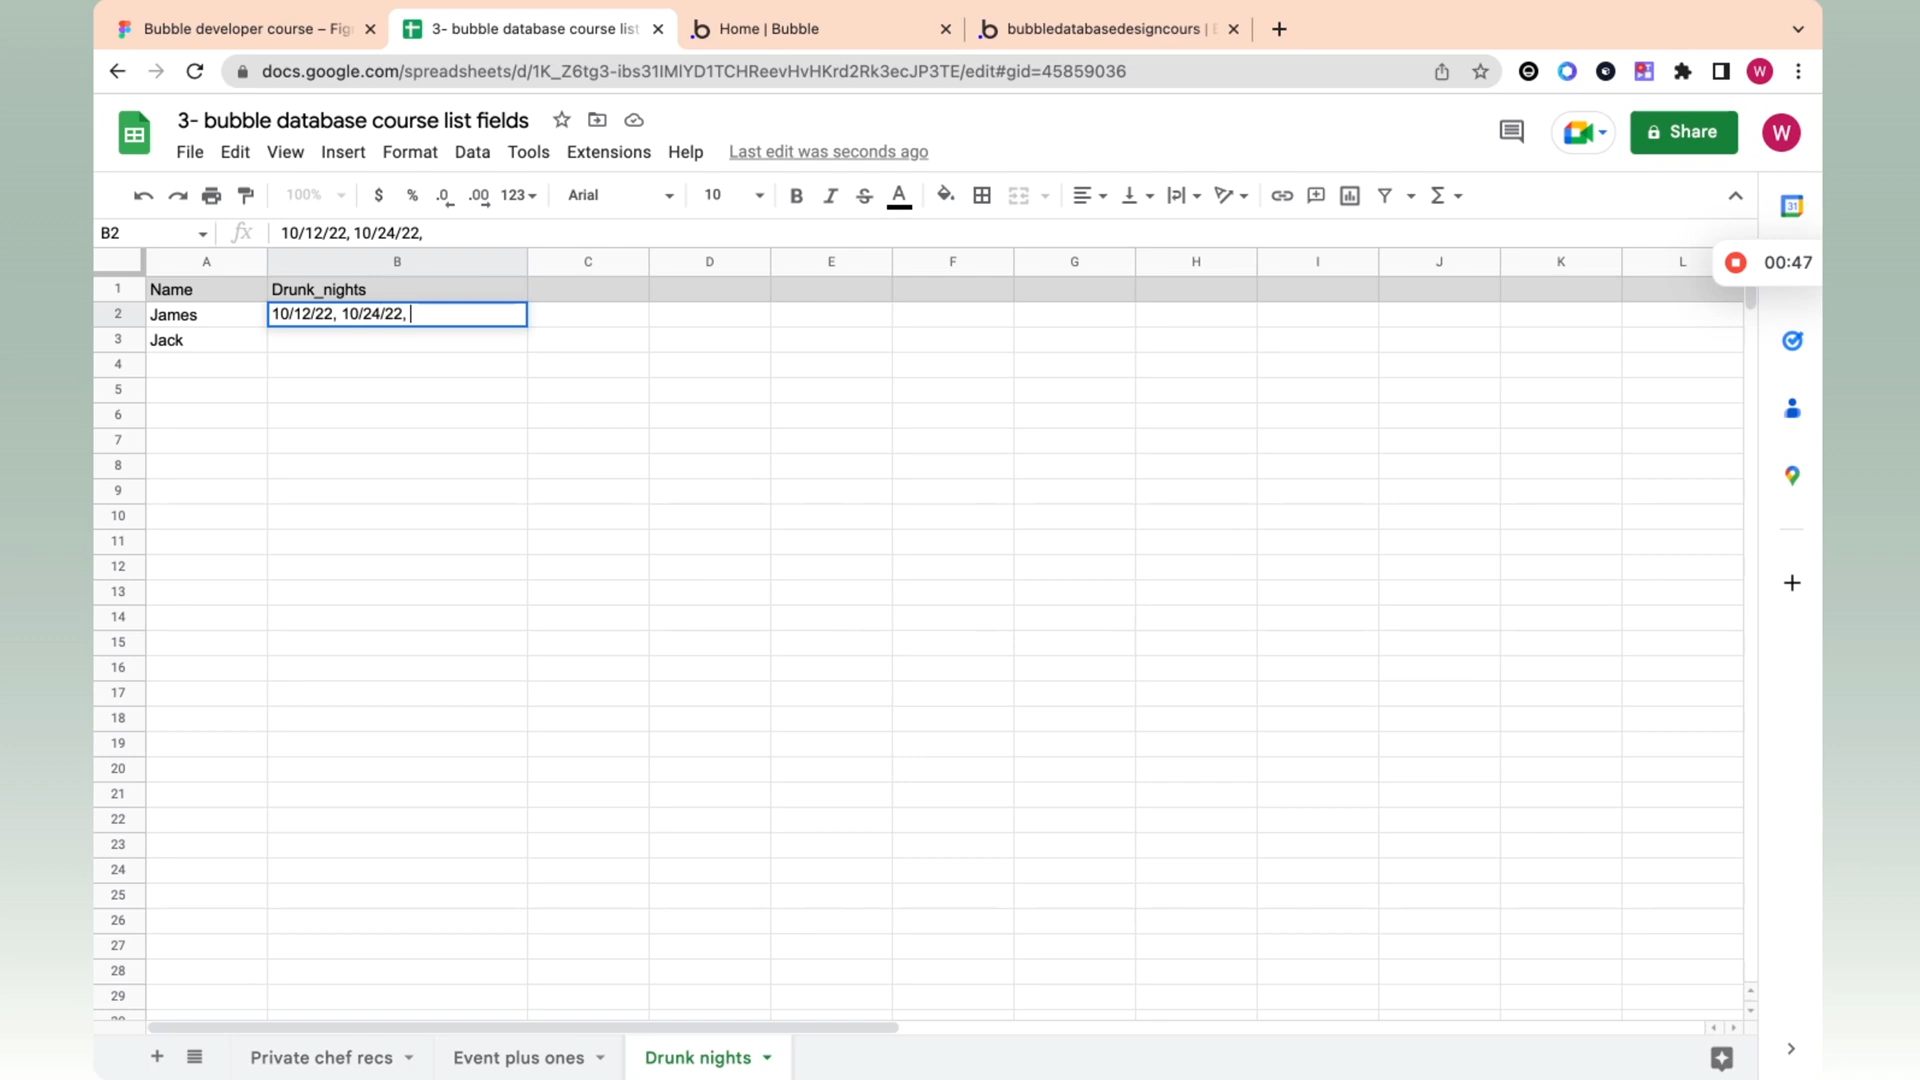 Bubble developer course – Fig
3- bubble database course list
Home | Bubble
bubbledatabasedesigncours | E
docs.google.com/spreadsheets/d/1K_Z6tg3-ibs31IMIYD1TCHReevHvHKrd2Rk3ecJP3TE/edit#gid=45859036
W
3- bubble database course list fields
File Edit View Insert Format Data Tools Extensions Help Last edit was seconds ago
Share
W
100% $ % .0 .00 123 Arial 10 B I S A Σ
31
B2 fx 10/12/22, 10/24/22,
00:47
A B C D E F G H I J K L
1 Name Drunk_nights
2 James 10/12/22, 10/24/22,
3 Jack
4
5
6
7
8
9
10
11
12
13
14
15
16
17
18
19
20
21
22
23
24
25
26
27
28
29
Private chef recs Event plus ones Drunk nights